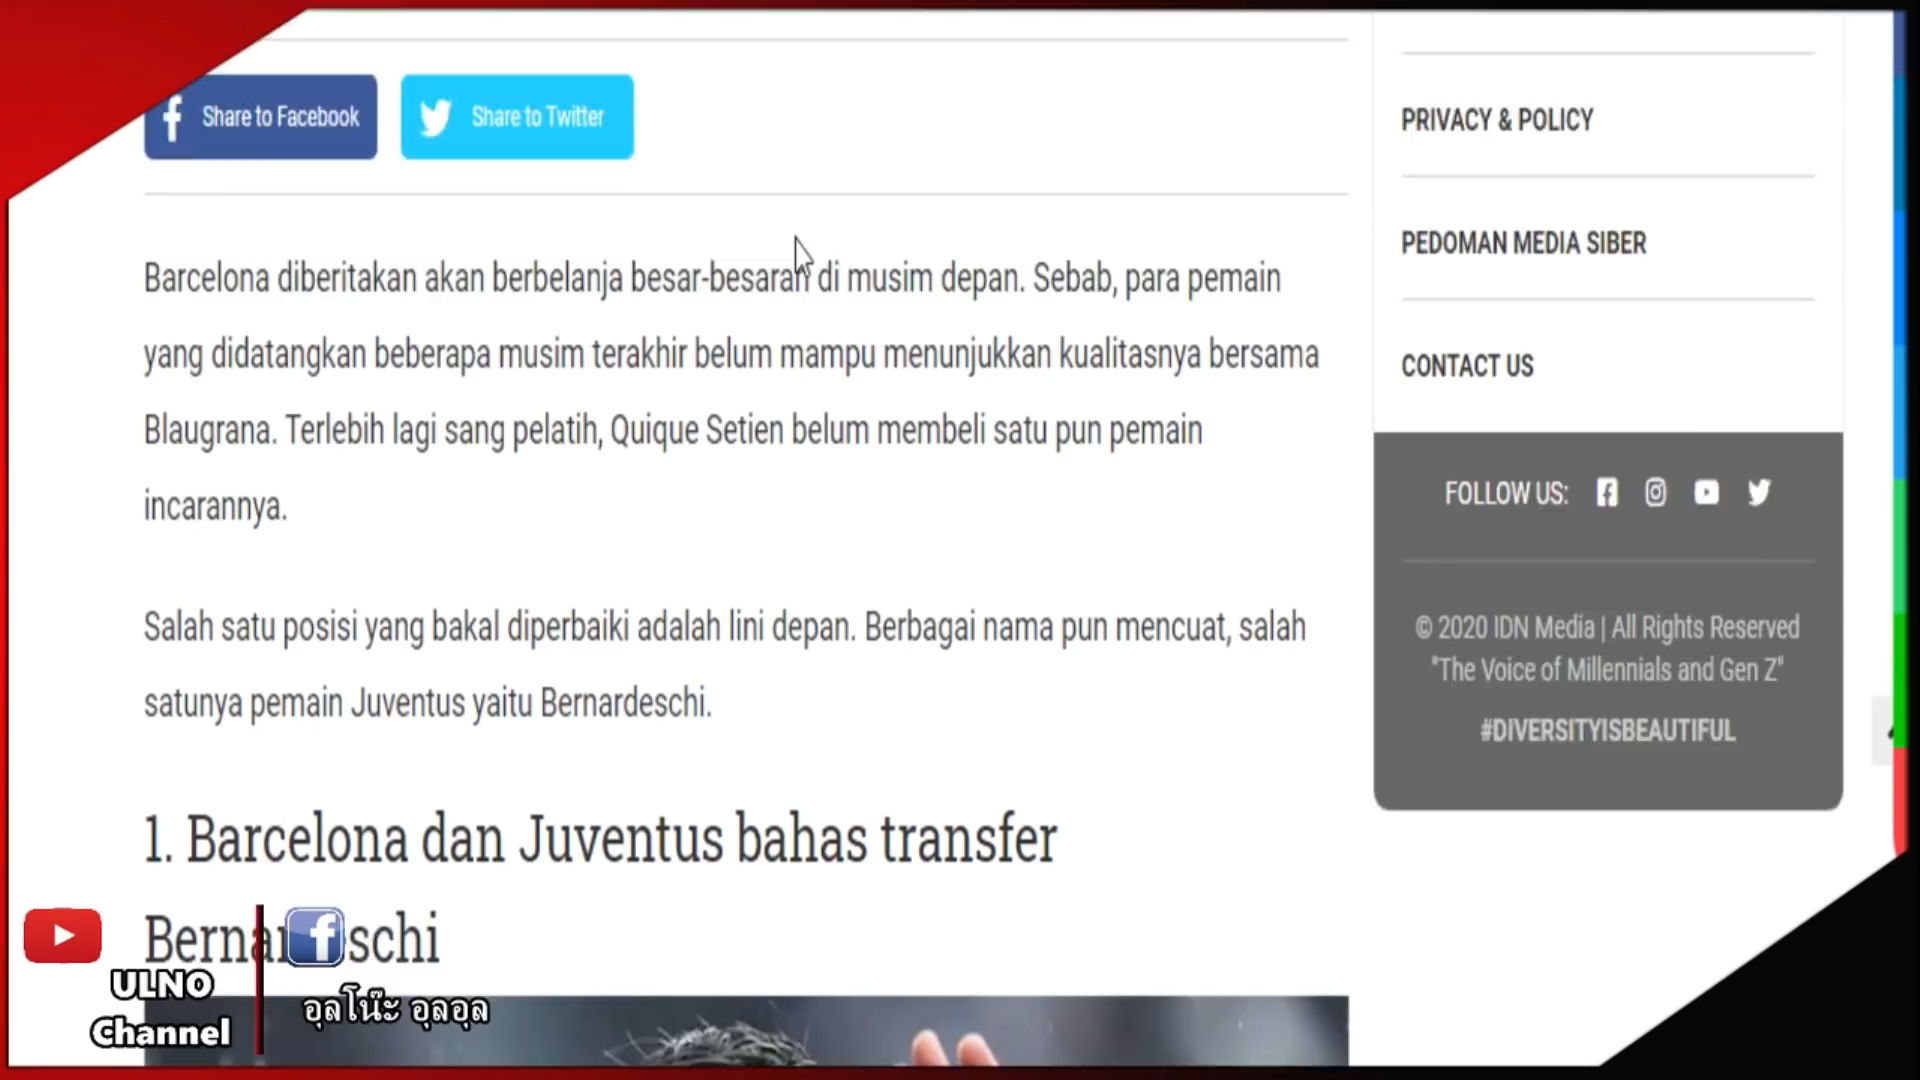 Share to Facebook
Share to Twitter
Barcelona diberitakan akan berbelanja besar-besaran di musim depan. Sebab, para pemain
yang didatangkan beberapa musim terakhir belum mampu menunjukkan kualitasnya bersama
Blaugrana. Terlebih lagi sang pelatih, Quique Setien belum membeli satu pun pemain
incarannya.
Salah satu posisi yang bakal diperbaiki adalah lini depan. Berbagai nama pun mencuat, salah
satunya pemain Juventus yaitu Bernardeschi.
1. Barcelona dan Juventus bahas transfer
Bernardeschi
PRIVACY & POLICY
PEDOMAN MEDIA SIBER
CONTACT US
FOLLOW US:
© 2020 IDN Media | All Rights Reserved
"The Voice of Millennials and Gen Z"
#DIVERSITYISBEAUTIFUL
ULNO
Channel
อุลโน๊ะ อุลอุล